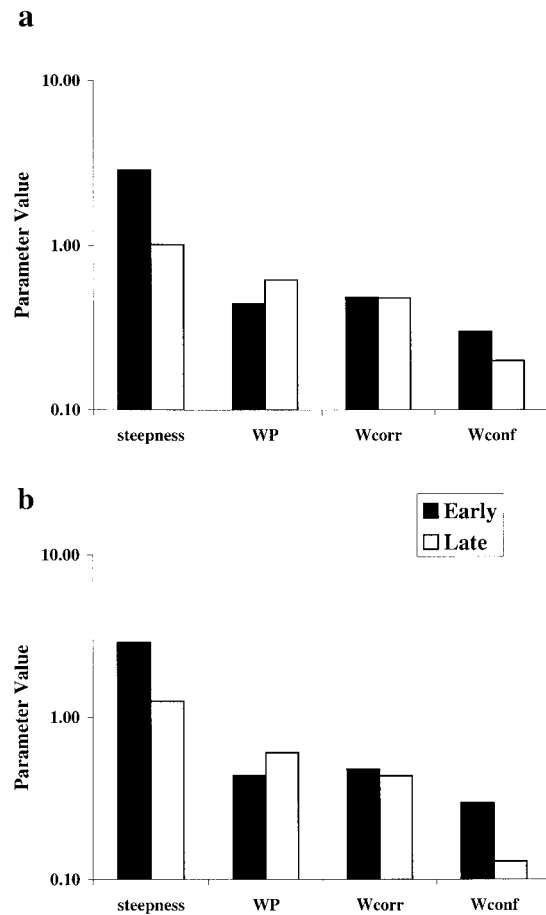 a
10.00
1.00
0.10
Parameter Value
steepness WP Wcorr Wconf
b
Early
Late
10.00
1.00
0.10
Parameter Value
steepness WP Wcorr Wconf